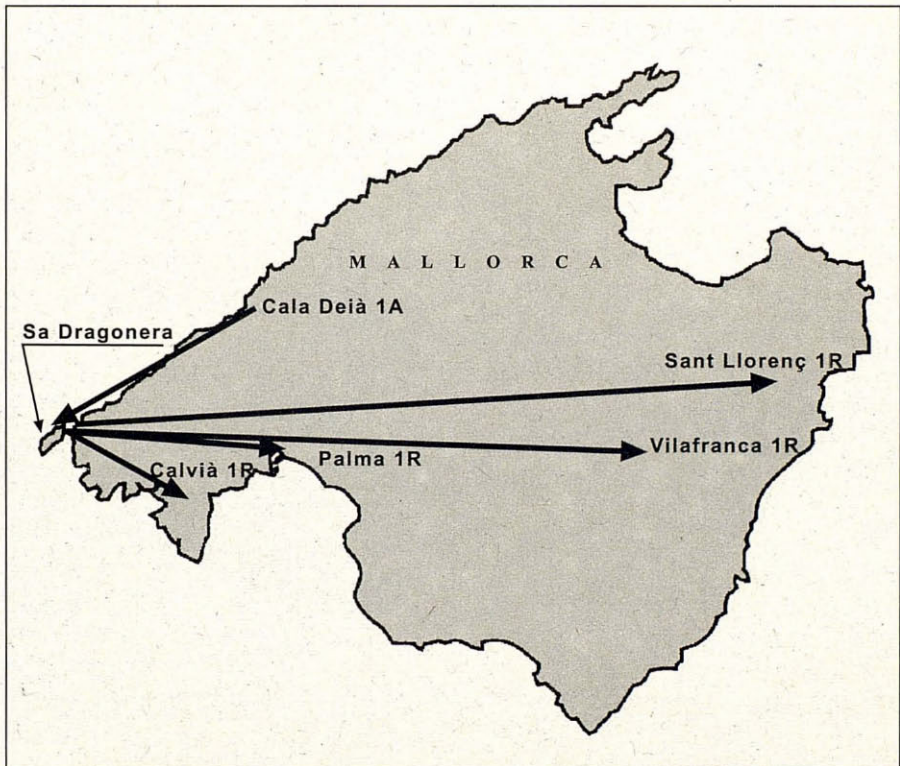 M A L L O R C A
Cala Deià 1A
Sa Dragonera
Sant Llorenç 1R
Vilafranca 1R
Palma 1R
Calvià 1R